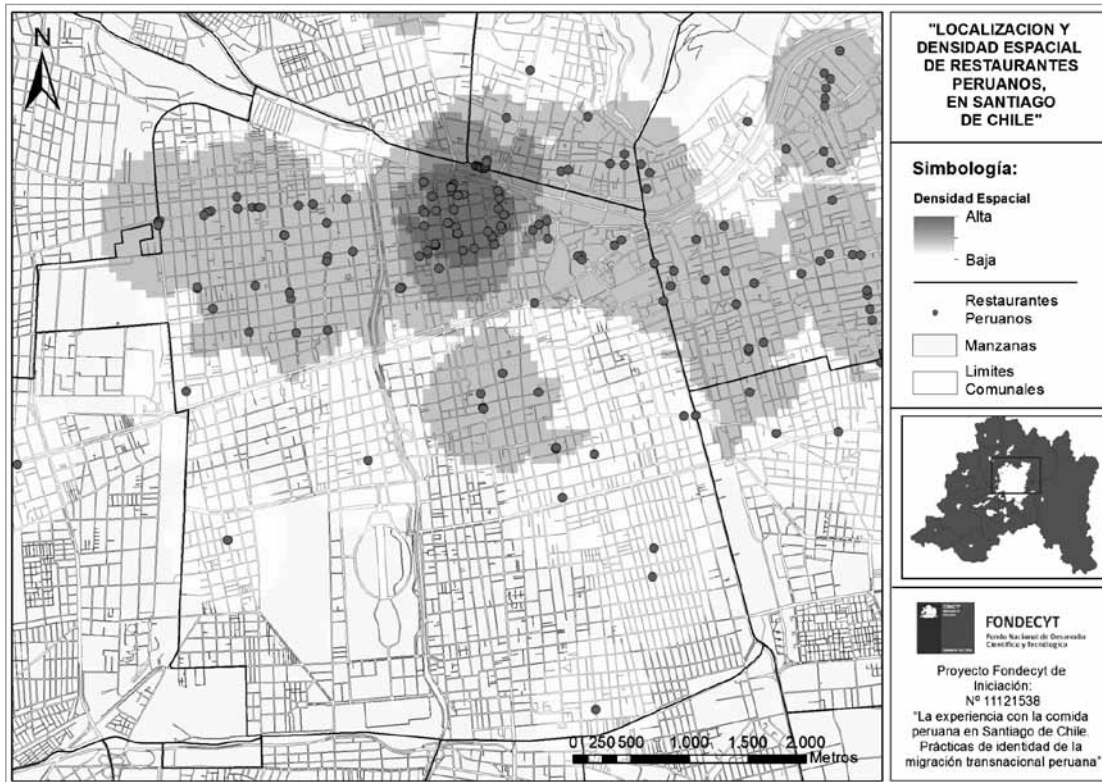 N
"LOCALIZACION Y
DENSIDAD ESPACIAL
DE RESTAURANTES
PERUANOS,
EN SANTIAGO
DE CHILE"
Simbología:
Densidad Espacial
Alta
Baja
Restaurantes
Peruanos
Manzanas
Limites
Comunales
FONDECYT
Fondo Nacional de Desarrollo
Científico y Tecnológico
Proyecto Fondecyt de
Iniciación:
Nº 11121538
"La experiencia con la comida
peruana en Santiago de Chile.
Prácticas de identidad de la
migración transnacional peruana"
0 250 500 1.000 1.500 2.000
Metros